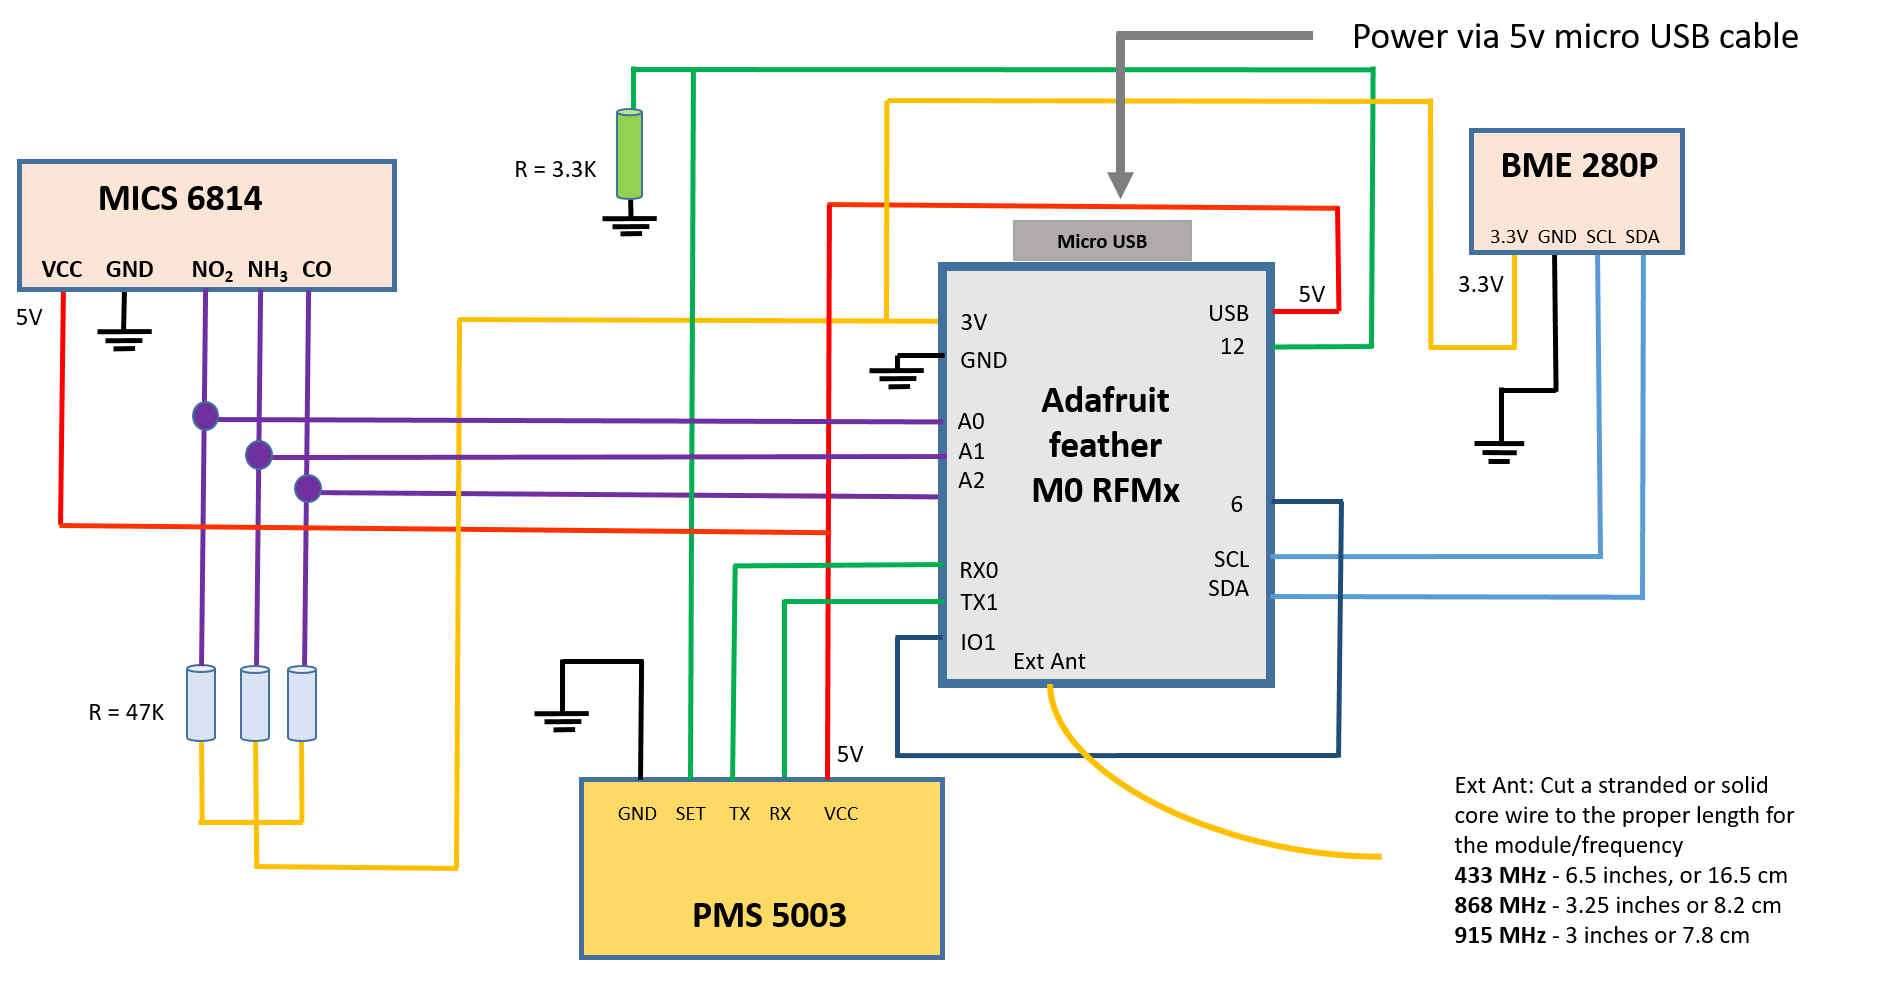 Power via 5v micro USB cable
R = 3.3K
MICS 6814
VCC GND NO₂ NH₃ CO
5V
BME 280P
3.3V GND SCL SDA
3.3V
Micro USB
5V
3V
GND
A0
A1
A2
RX0
TX1
IO1
USB
12
Adafruit
feather
M0 RFMx
6
SCL
SDA
Ext Ant
R = 47K
5V
GND SET TX RX VCC
PMS 5003
Ext Ant: Cut a stranded or solid
core wire to the proper length for
the module/frequency
433 MHz - 6.5 inches, or 16.5 cm
868 MHz - 3.25 inches or 8.2 cm
915 MHz - 3 inches or 7.8 cm